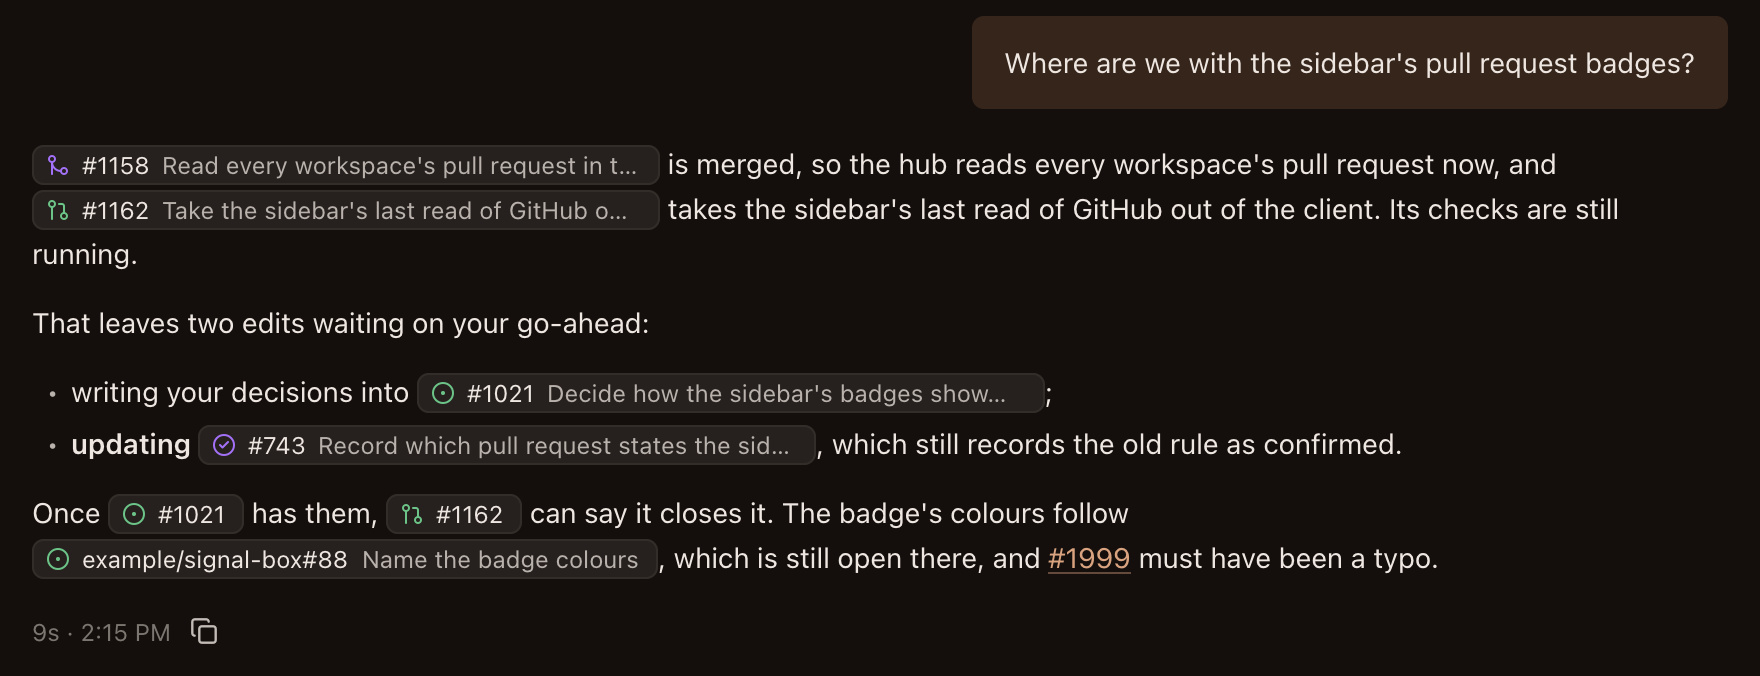 Where are we with the sidebar's pull request badges?
#1158 Read every workspace's pull request in t... is merged, so the hub reads every workspace's pull request now, and
#1162 Take the sidebar's last read of GitHub o... takes the sidebar's last read of GitHub out of the client. Its checks are still
running.
That leaves two edits waiting on your go-ahead:
• writing your decisions into #1021 Decide how the sidebar's badges show... ;
• updating #743 Record which pull request states the sid... , which still records the old rule as confirmed.
Once #1021 has them, #1162 can say it closes it. The badge's colours follow
example/signal-box#88 Name the badge colours , which is still open there, and #1999 must have been a typo.
9s · 2:15 PM